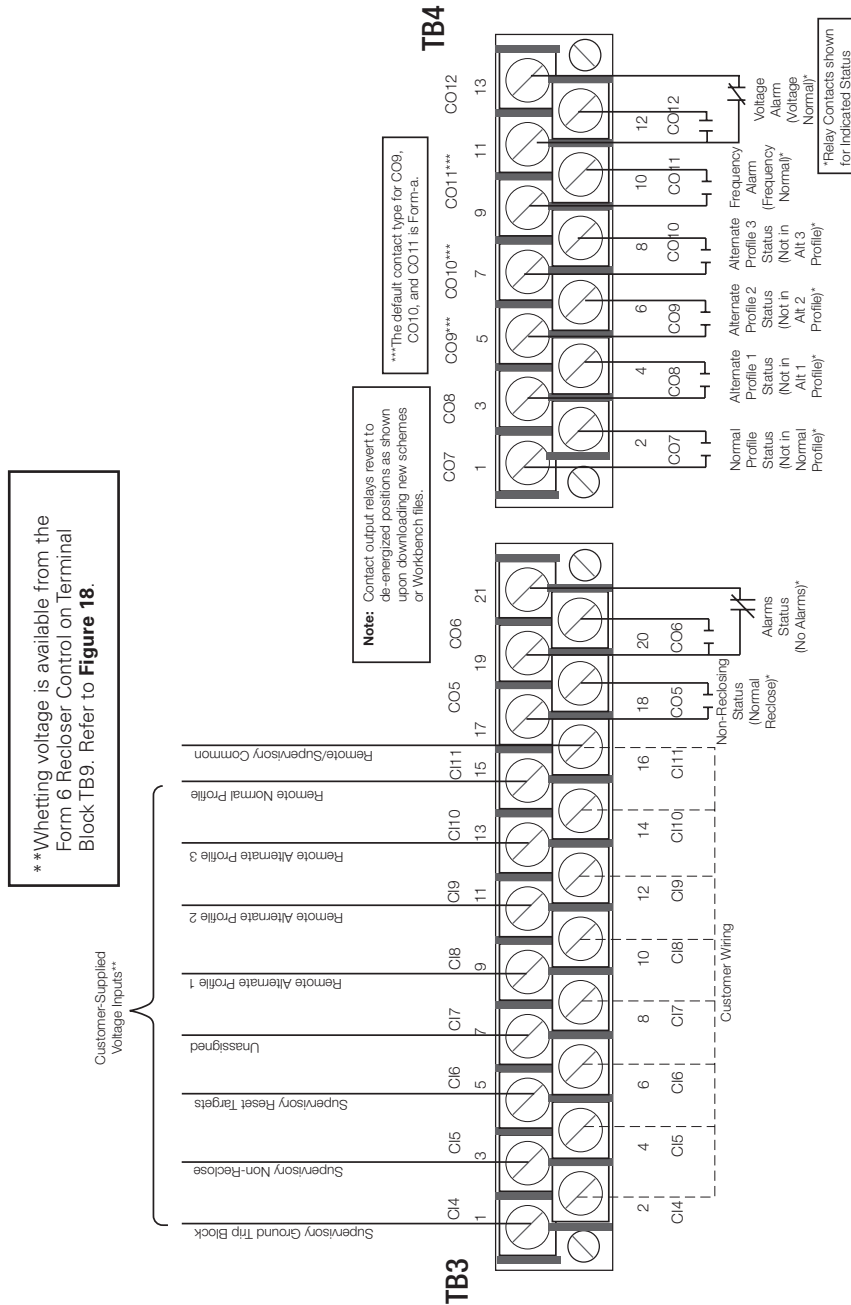 **Whetting voltage is available from the
Form 6 Recloser Control on Terminal
Block TB9. Refer to Figure 18.
Customer-Supplied
Voltage Inputs**
Supervisory Ground Trip Block
Supervisory Non-Reclose
Supervisory Reset Targets
Unassigned
Remote Alternate Profile 1
Remote Alternate Profile 2
Remote Alternate Profile 3
Remote Normal Profile
Remote/Supervisory Common
TB3
CI4 CI5 CI6 CI7 CI8 CI9 CI10 CI11 CO5 CO6
1 3 5 7 9 11 13 15 17 19 21
2 4 6 8 10 12 14 16 18 20
CI4 CI5 CI6 CI7 CI8 CI9 CI10 CI11 CO5 CO6
Customer Wiring
Non-Reclosing
Status
(Normal
Reclose)*
Alarms
Status
(No Alarms)*
Note: Contact output relays revert to
de-energized positions as shown
upon downloading new schemes
or Workbench files.
***The default contact type for CO9,
CO10, and CO11 is Form-a.
TB4
CO7 CO8 CO9*** CO10*** CO11*** CO12
1 3 5 7 9 11 13
2 4 6 8 10 12
CO7 CO8 CO9 CO10 CO11 CO12
Normal
Profile
Status
(Not in
Normal
Profile)*
Alternate
Profile 1
Status
(Not in
Alt 1
Profile)*
Alternate
Profile 2
Status
(Not in
Alt 2
Profile)*
Alternate
Profile 3
Status
(Not in
Alt 3
Profile)*
Frequency
Alarm
(Frequency
Normal)*
Voltage
Alarm
(Voltage
Normal)*
*Relay Contacts shown
for Indicated Status